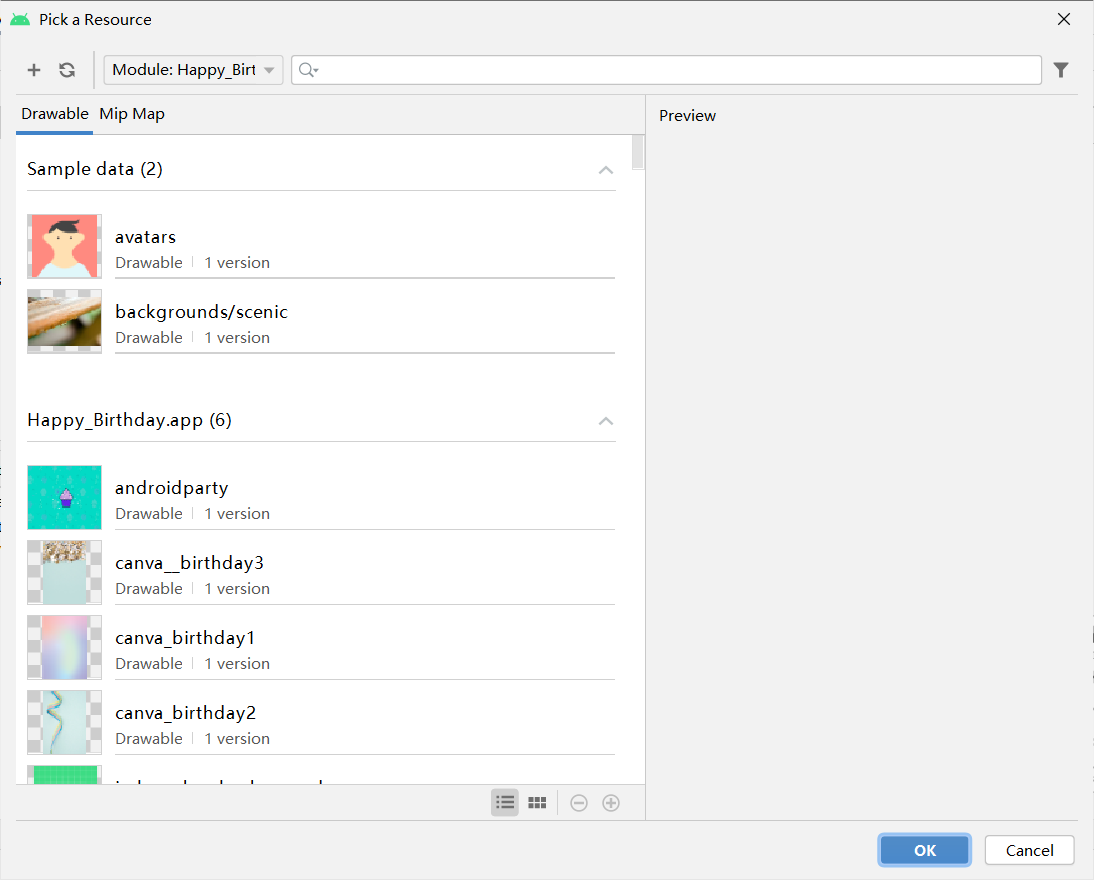 Pick a Resource
Module: Happy_Birt
Drawable Mip Map
Preview
Sample data (2)
avatars
Drawable 1 version
backgrounds/scenic
Drawable 1 version
Happy_Birthday.app (6)
androidparty
Drawable 1 version
canva__birthday3
Drawable 1 version
canva_birthday1
Drawable 1 version
canva_birthday2
Drawable 1 version
OK Cancel